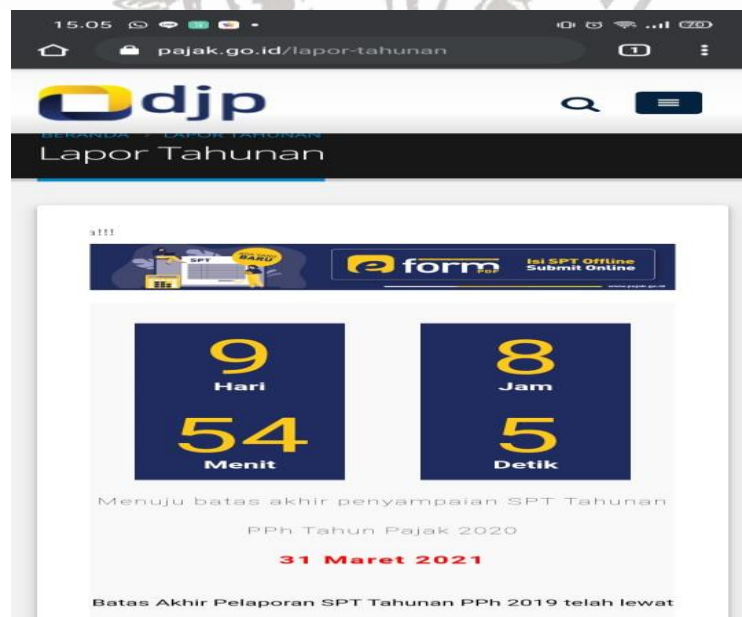 15.05
70
pajak.go.id/lapor-tahunan
1
djp
BERANDA > LAPOR TAHUNAN
Lapor Tahunan
a!!!
SPT
BARU
e form PDF
Isi SPT Offline
Submit Online
www.pajak.go.id
9
Hari
8
Jam
54
Menit
5
Detik
Menuju batas akhir penyampaian SPT Tahunan
PPh Tahun Pajak 2020
31 Maret 2021
Batas Akhir Pelaporan SPT Tahunan PPh 2019 telah lewat